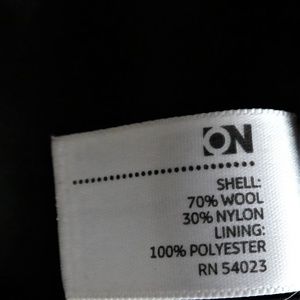 ON
SHELL:
70% WOOL
30% NYLON
LINING:
100% POLYESTER
RN 54023